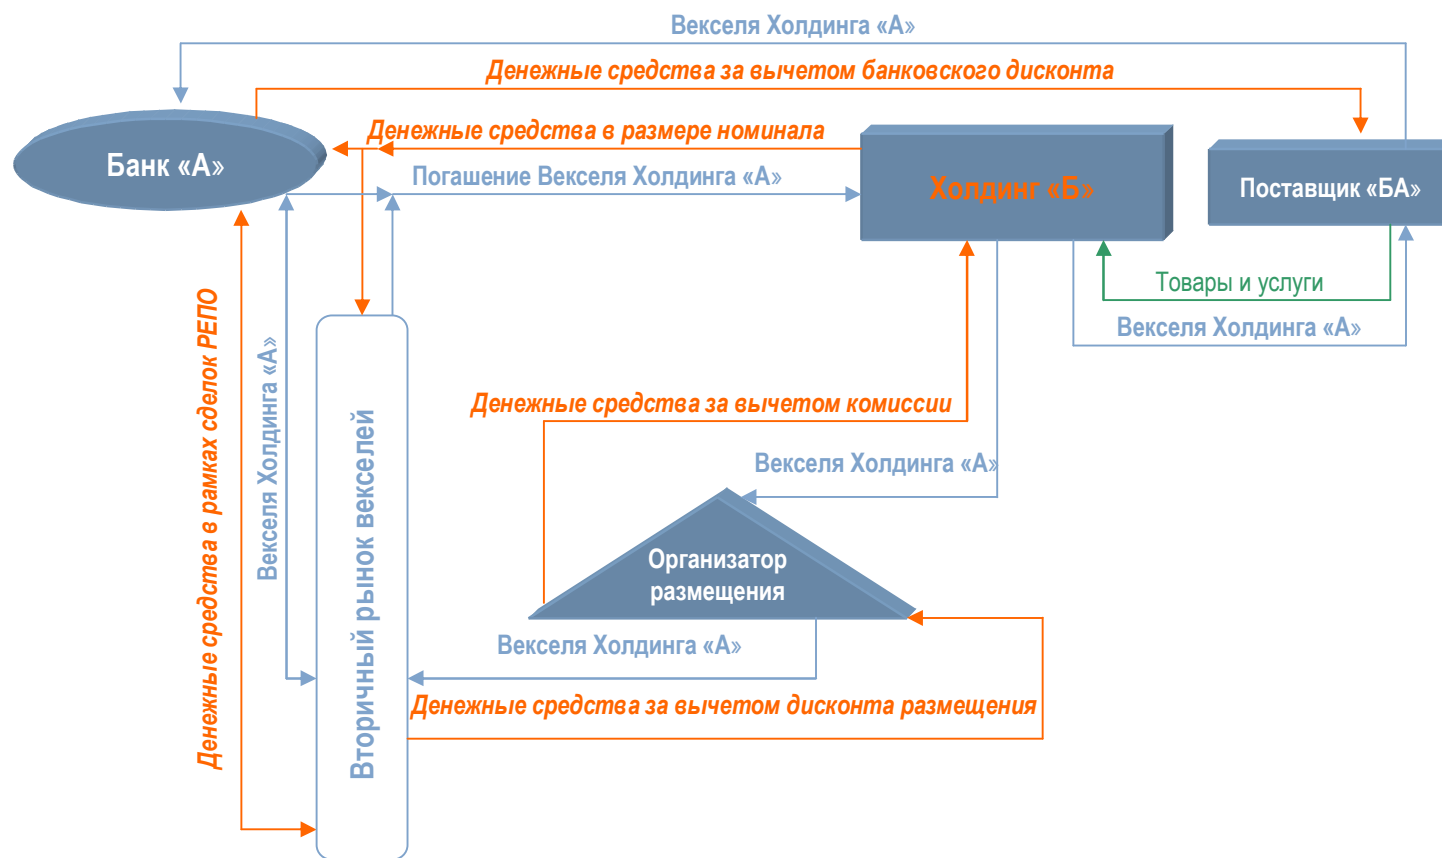 Векселя Холдинга «А»
Денежные средства за вычетом банковского дисконта
Денежные средства в размере номинала
Банк «А»
Погашение Векселя Холдинга «А»
Холдинг «Б»
Поставщик «БА»
Товары и услуги
Векселя Холдинга «А»
Денежные средства в рамках сделок РЕПО
Векселя Холдинга «А»
Вторичный рынок векселей
Денежные средства за вычетом комиссии
Векселя Холдинга «А»
Организатор
размещения
Векселя Холдинга «А»
Денежные средства за вычетом дисконта размещения